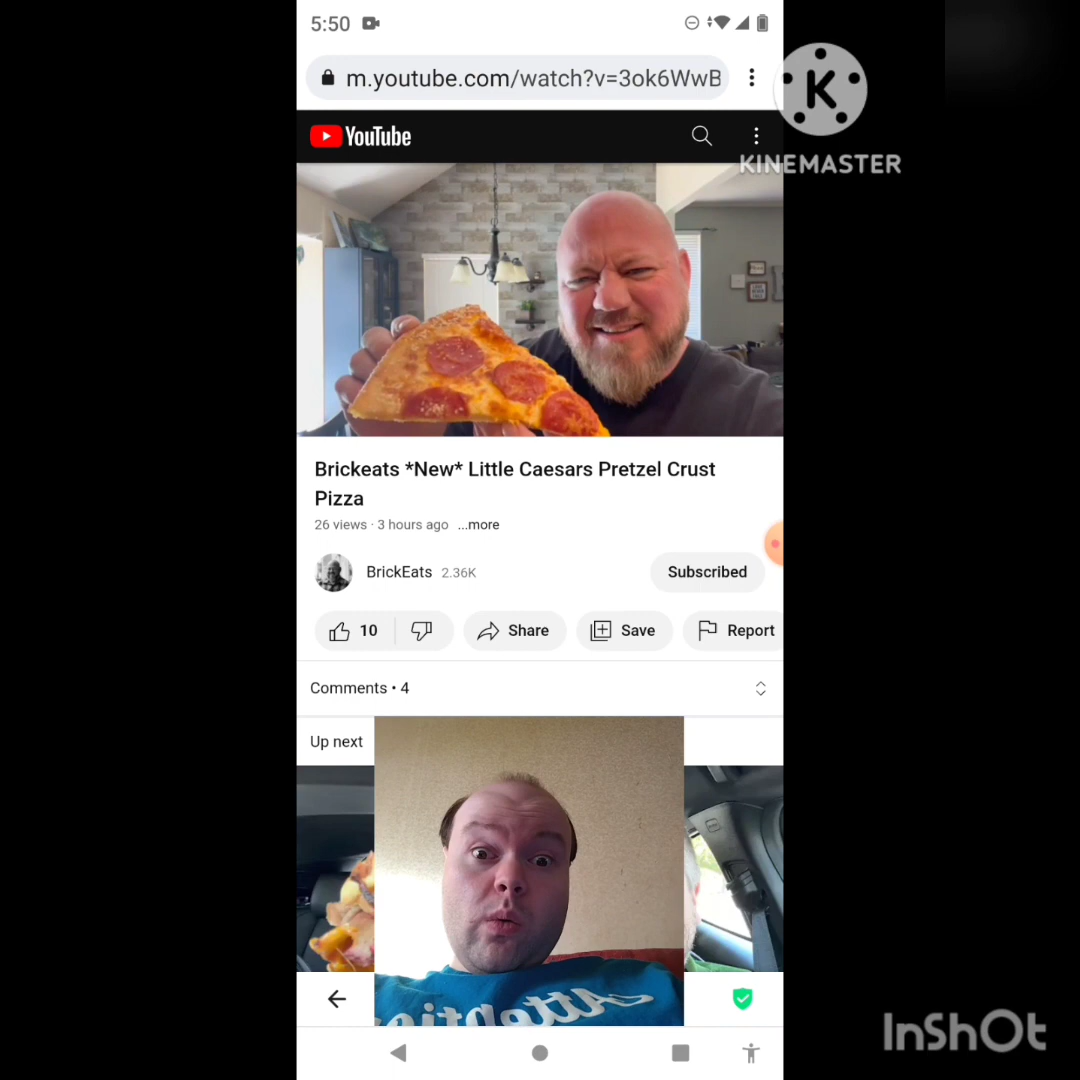 5:50
m.youtube.com/watch?v=3ok6WwB
K
KINEMASTER
YouTube
Brickeats *New* Little Caesars Pretzel Crust
Pizza
26 views · 3 hours ago ...more
BrickEats 2.36K
Subscribed
10
Share
Save
Report
Comments • 4
Up next
Attentio
InShOt